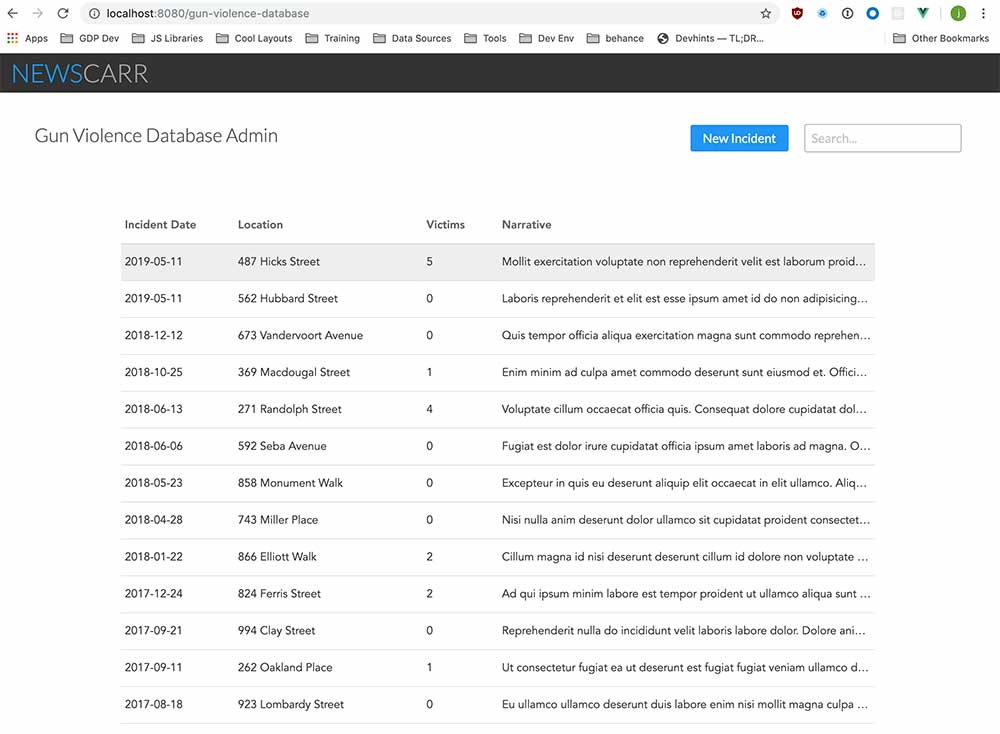 localhost:8080/gun-violence-database
Apps GDP Dev JS Libraries Cool Layouts Training Data Sources Tools Dev Env behance Devhints — TL;DR... Other Bookmarks
NEWSCARR
Gun Violence Database Admin New Incident Search...
Incident Date Location Victims Narrative
2019-05-11 487 Hicks Street 5 Mollit exercitation voluptate non reprehenderit velit est laborum proid...
2019-05-11 562 Hubbard Street 0 Laboris reprehenderit et elit est esse ipsum amet id do non adipisicing...
2018-12-12 673 Vandervoort Avenue 0 Quis tempor officia aliqua exercitation magna sunt commodo reprehen...
2018-10-25 369 Macdougal Street 1 Enim minim ad culpa amet commodo deserunt sunt eiusmod et. Offici...
2018-06-13 271 Randolph Street 4 Voluptate cillum occaecat officia quis. Consequat dolore cupidatat dol...
2018-06-06 592 Seba Avenue 0 Fugiat est dolor irure cupidatat officia ipsum amet laboris ad magna. O...
2018-05-23 858 Monument Walk 0 Excepteur in quis eu deserunt aliquip elit occaecat in elit ullamco. Aliq...
2018-04-28 743 Miller Place 0 Nisi nulla anim deserunt dolor ullamco sit cupidatat proident consectet...
2018-01-22 866 Elliott Walk 2 Cillum magna id nisi deserunt deserunt cillum id dolore non voluptate ...
2017-12-24 824 Ferris Street 2 Ad qui ipsum minim labore est tempor proident ut ullamco aliqua sunt ...
2017-09-21 994 Clay Street 0 Reprehenderit nulla do incididunt velit laboris labore dolor. Dolore ani...
2017-09-11 262 Oakland Place 1 Ut consectetur fugiat ea ut deserunt est fugiat fugiat veniam ullamco d...
2017-08-18 923 Lombardy Street 0 Eu ullamco ullamco deserunt duis labore enim nisi mollit magna culpa ...